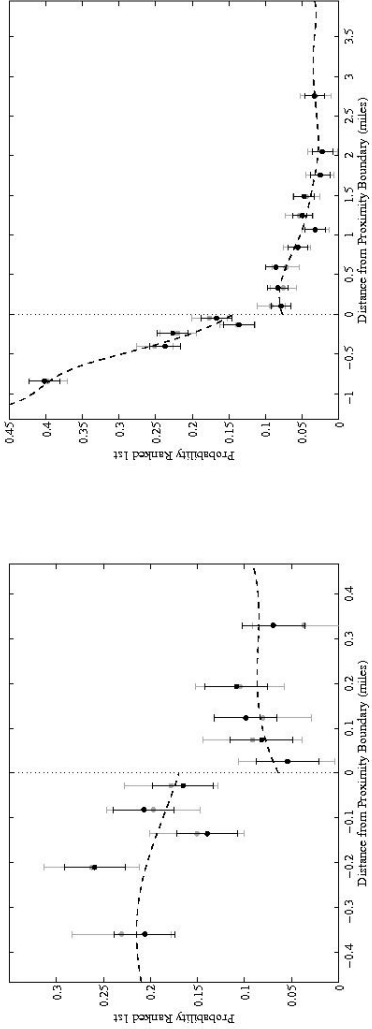 Probability Ranked 1st
0.3
0.25
0.2
0.15
0.1
0.05
0
−0.4 −0.3 −0.2 −0.1 0 0.1 0.2 0.3 0.4
Distance from Proximity Boundary (miles)
Probability Ranked 1st
0.45
0.4
0.35
0.3
0.25
0.2
0.15
0.1
0.05
0
−1 −0.5 0 0.5 1 1.5 2 2.5 3 3.5
Distance from Proximity Boundary (miles)